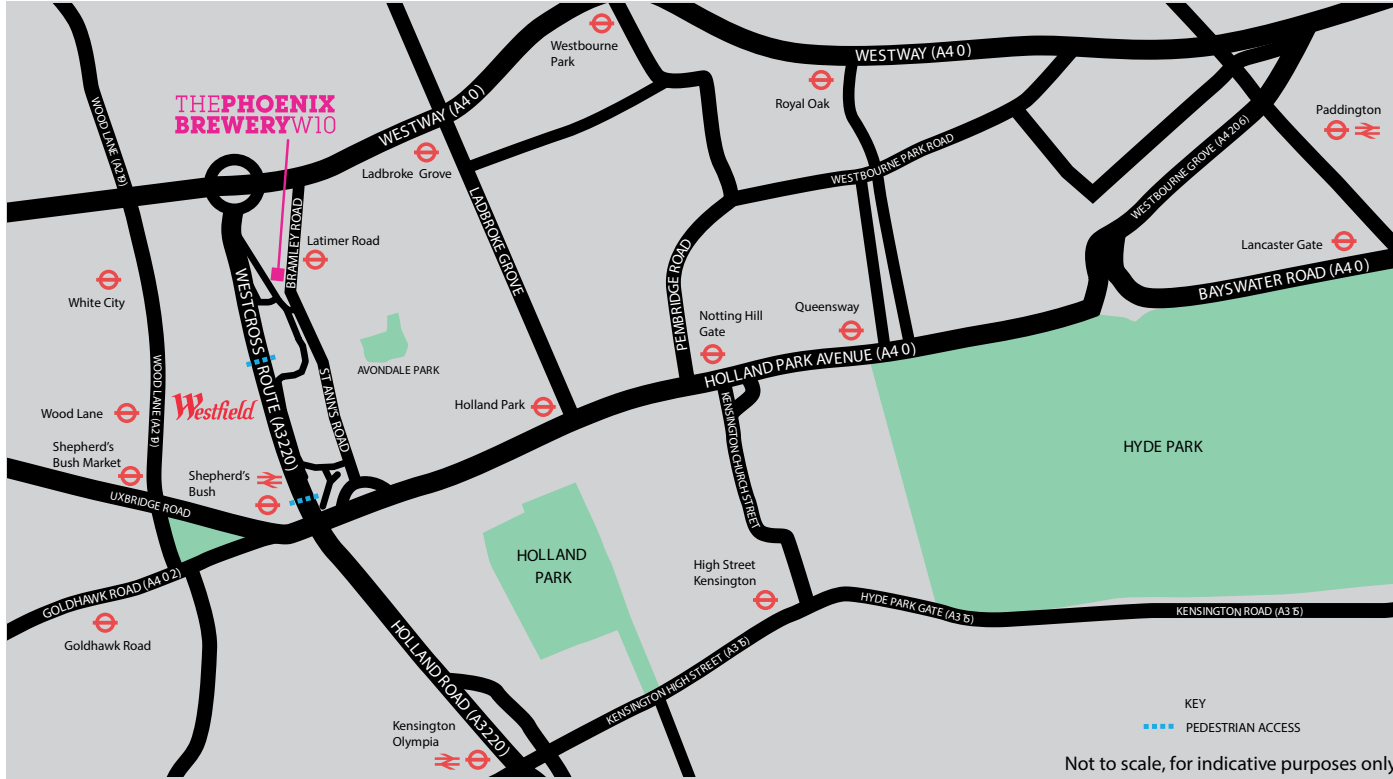 Westbourne
Park
WESTWAY (A40)
Royal Oak
Paddington
THEPHOENIX
BREWERYW10
WOOD LANE (A219)
WESTWAY (A40)
Ladbroke Grove
WESTBOURNE PARK ROAD
WESTBOURNE GROVE (A4206)
LADBROKE GROVE
BRAMLEY ROAD
Latimer Road
Lancaster Gate
PEMBRIDGE ROAD
BAYSWATER ROAD (A40)
White City
Notting Hill
Gate
Queensway
WESTCROSS ROUTE (A3220)
AVONDALE PARK
HOLLAND PARK AVENUE (A40)
ST ANN'S ROAD
WOOD LANE (A219)
Wood Lane
Westfield
Holland Park
KENSINGTON CHURCH STREET
HYDE PARK
Shepherd's
Bush Market
Shepherd's
Bush
UXBRIDGE ROAD
HOLLAND
PARK
High Street
Kensington
GOLDHAWK ROAD (A402)
Goldhawk Road
HYDE PARK GATE (A315)
KENSINGTON ROAD (A315)
HOLLAND ROAD (A3220)
KENSINGTON HIGH STREET (A315)
Kensington
Olympia
KEY
PEDESTRIAN ACCESS
Not to scale, for indicative purposes only